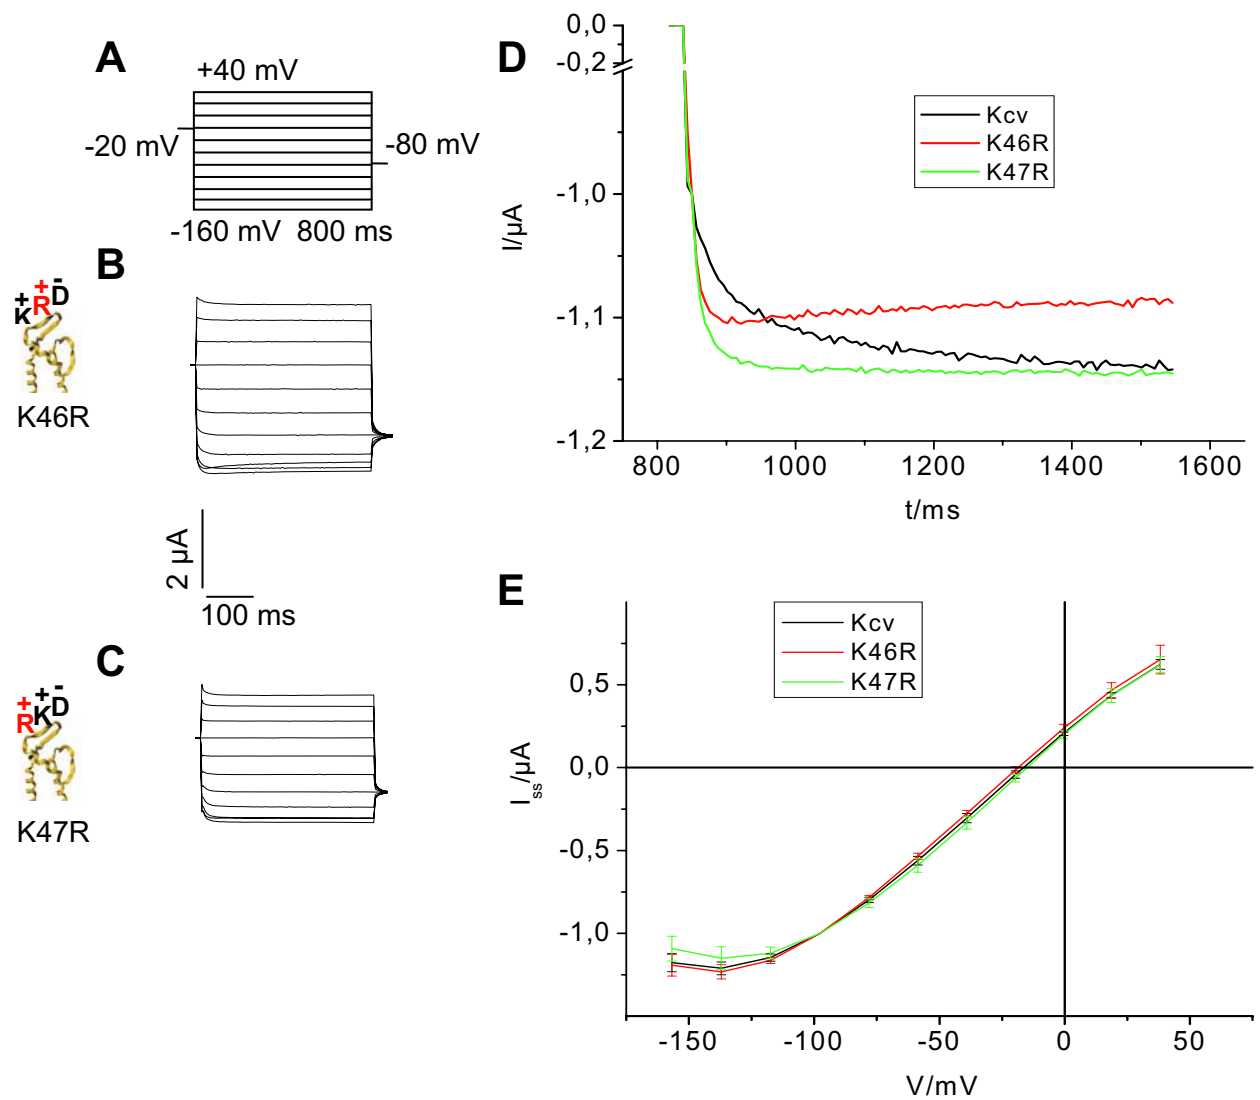 A
+40 mV
-20 mV
-80 mV
-160 mV 800 ms
B
+ + -
K R D
K46R
2 µA
100 ms
C
+ + -
R K D
K47R
D
0,0
-0,2
-1,0
-1,1
-1,2
I/µA
Kcv
K46R
K47R
800 1000 1200 1400 1600
t/ms
E
Kcv
K46R
K47R
0,5
0,0
-0,5
-1,0
Iss/µA
-150 -100 -50 0 50
V/mV